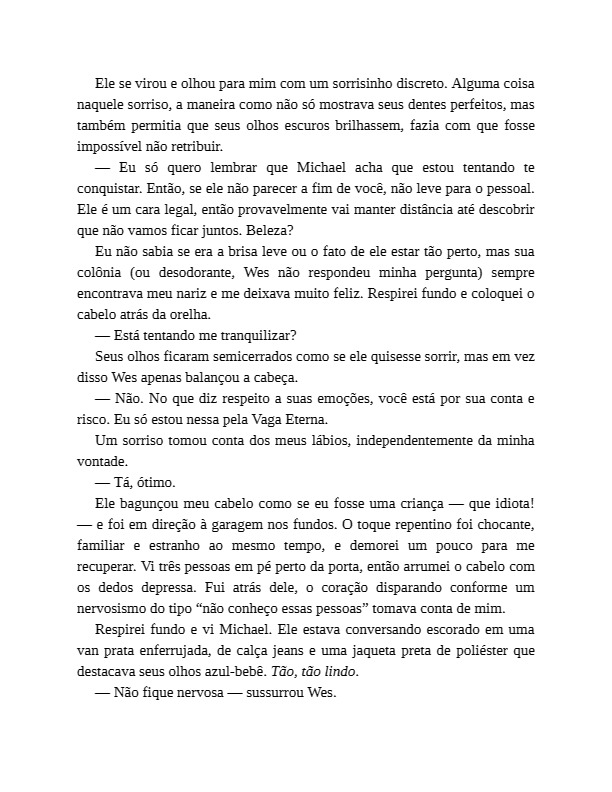 Ele se virou e olhou para mim com um sorrisinho discreto. Alguma coisa
naquele sorriso, a maneira como não só mostrava seus dentes perfeitos, mas
também permitia que seus olhos escuros brilhassem, fazia com que fosse
impossível não retribuir.
— Eu só quero lembrar que Michael acha que estou tentando te
conquistar. Então, se ele não parecer a fim de você, não leve para o pessoal.
Ele é um cara legal, então provavelmente vai manter distância até descobrir
que não vamos ficar juntos. Beleza?
Eu não sabia se era a brisa leve ou o fato de ele estar tão perto, mas sua
colônia (ou desodorante, Wes não respondeu minha pergunta) sempre
encontrava meu nariz e me deixava muito feliz. Respirei fundo e coloquei o
cabelo atrás da orelha.
— Está tentando me tranquilizar?
Seus olhos ficaram semicerrados como se ele quisesse sorrir, mas em vez
disso Wes apenas balançou a cabeça.
— Não. No que diz respeito a suas emoções, você está por sua conta e
risco. Eu só estou nessa pela Vaga Eterna.
Um sorriso tomou conta dos meus lábios, independentemente da minha
vontade.
— Tá, ótimo.
Ele bagunçou meu cabelo como se eu fosse uma criança — que idiota!
— e foi em direção à garagem nos fundos. O toque repentino foi chocante,
familiar e estranho ao mesmo tempo, e demorei um pouco para me
recuperar. Vi três pessoas em pé perto da porta, então arrumei o cabelo com
os dedos depressa. Fui atrás dele, o coração disparando conforme um
nervosismo do tipo “não conheço essas pessoas” tomava conta de mim.
Respirei fundo e vi Michael. Ele estava conversando escorado em uma
van prata enferrujada, de calça jeans e uma jaqueta preta de poliéster que
destacava seus olhos azul-bebê. Tão, tão lindo.
— Não fique nervosa — sussurrou Wes.